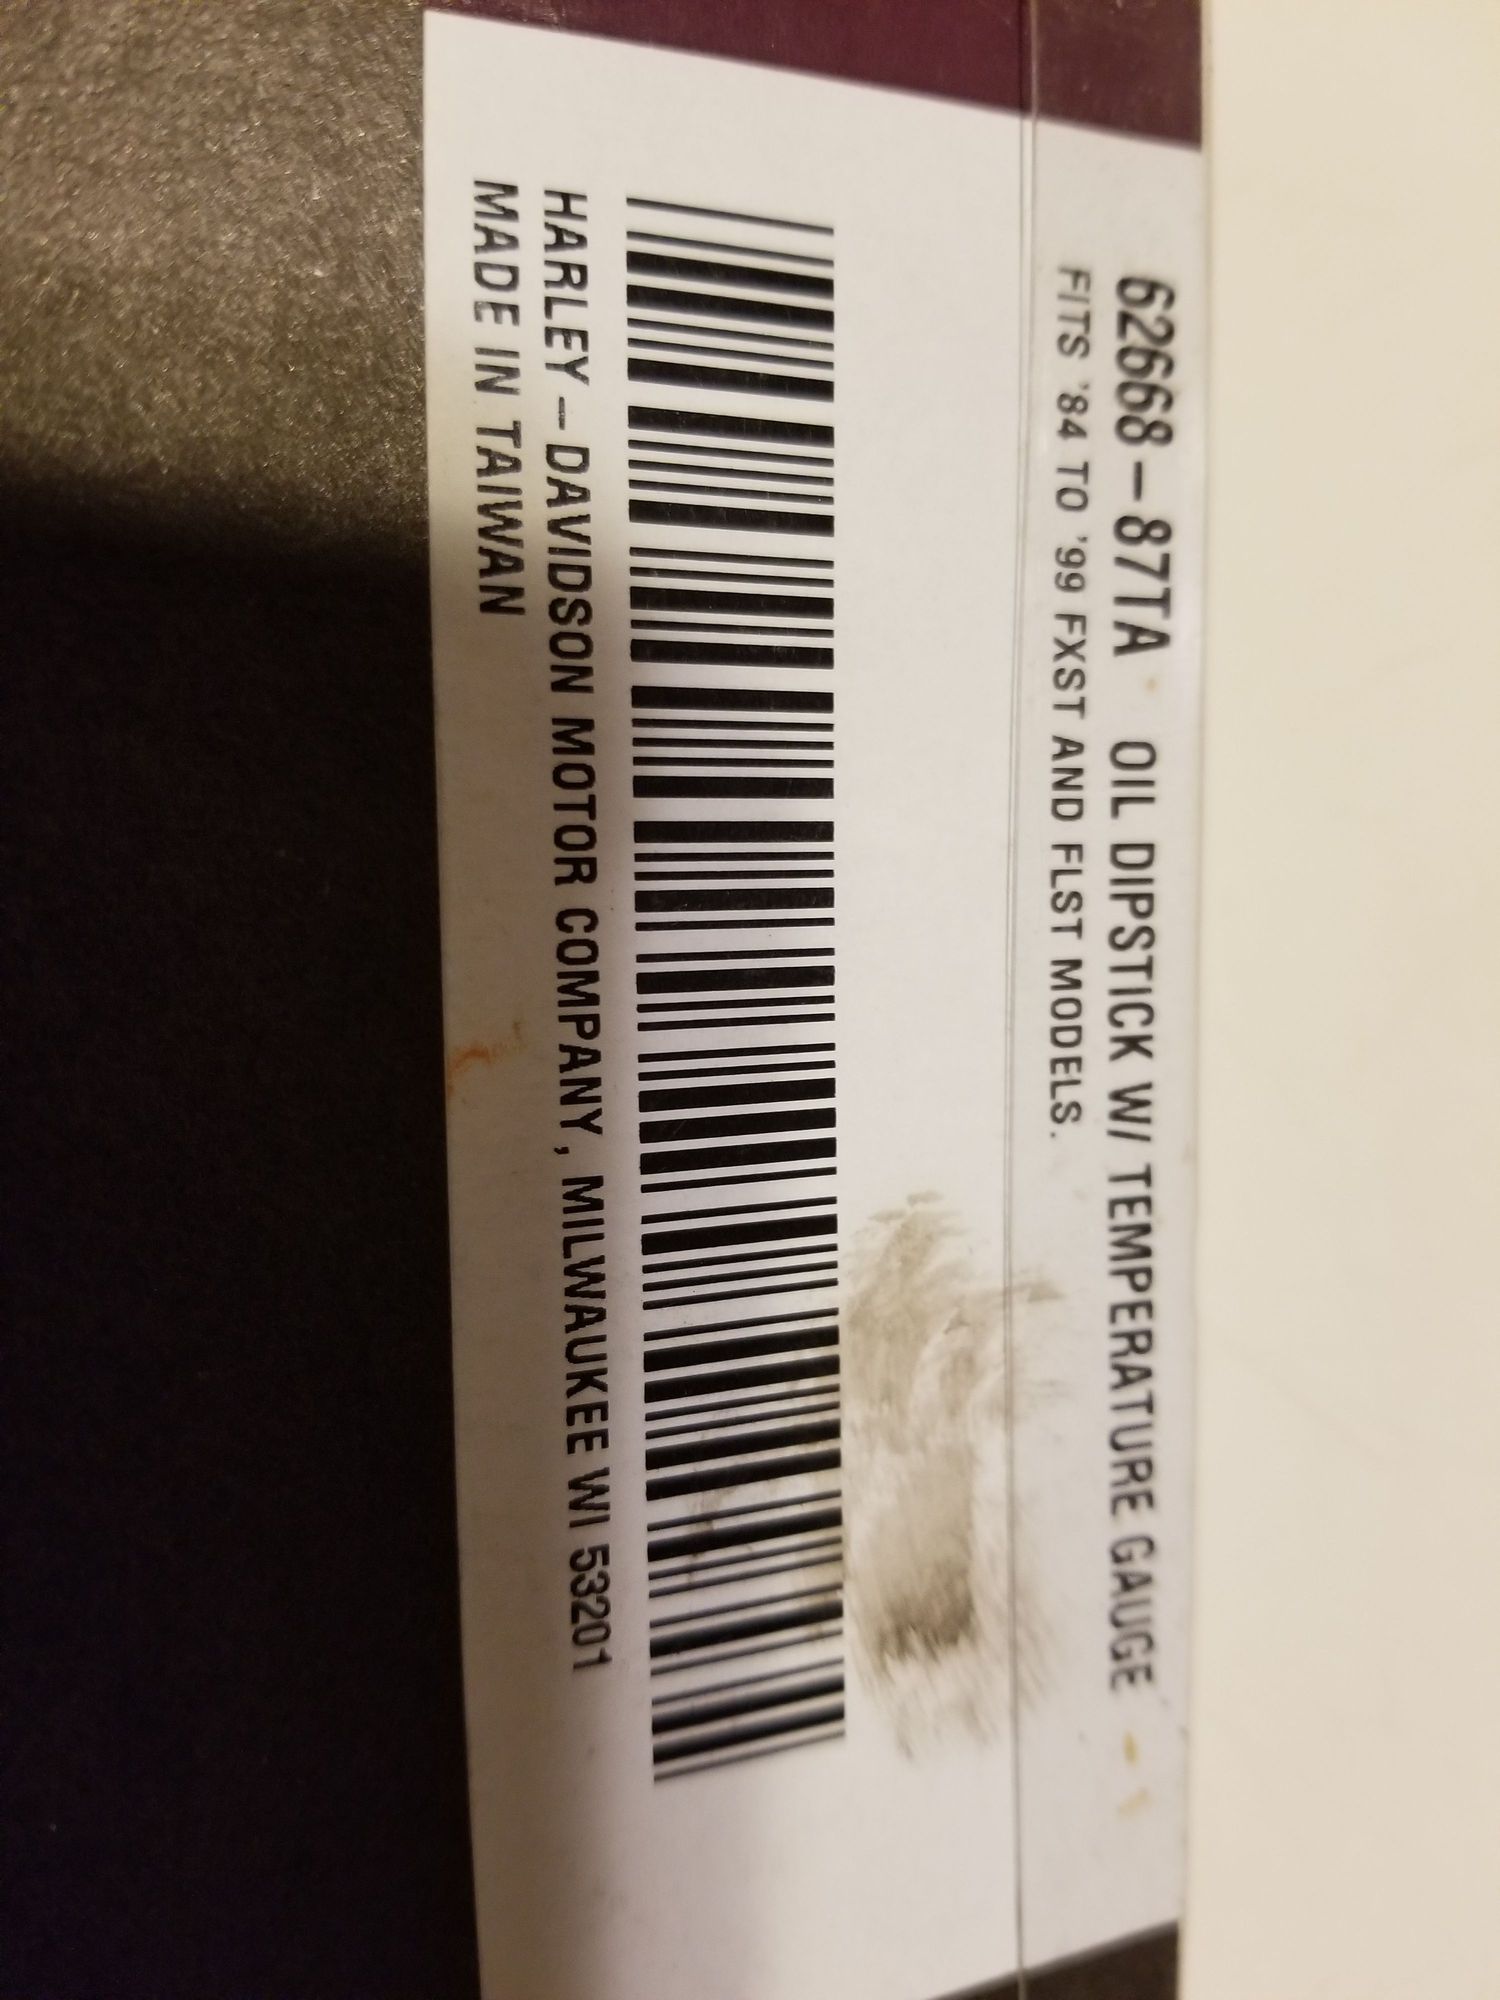 62668-87TA OIL DIPSTICK W/ TEMPERATURE GAUGE
FITS '84 TO '99 FXST AND FLST MODELS.
HARLEY-DAVIDSON MOTOR COMPANY, MILWAUKEE WI 53201
MADE IN TAIWAN